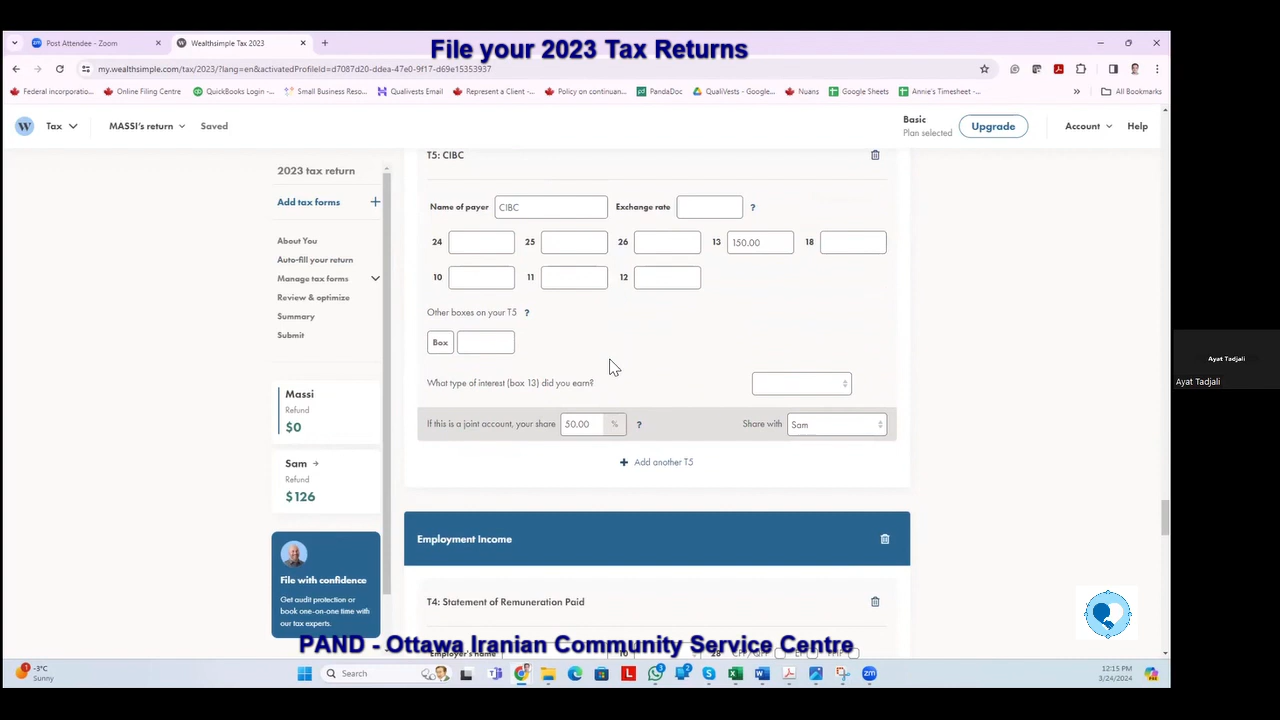 File your 2023 Tax Returns
Post Attendee - Zoom
Wealthsimple Tax 2023
my.wealthsimple.com/tax/2023/?lang=en&activatedProfileId=d7087d20-ddea-47e0-9f17-d69e15353937
Federal incorporatio... Online Filing Centre QuickBooks Login -... Small Business Reso... Qualivests Email Represent a Client -... Policy on continuan... PandaDoc QualiVests - Google... Nuans Google Sheets Annie's Timesheet -... » All Bookmarks
W Tax MASSI's return Saved Basic Plan selected Upgrade Account Help
2023 tax return
Add tax forms +
About You
Auto-fill your return
Manage tax forms
Review & optimize
Summary
Submit
Massi
Refund
$0
Sam →
Refund
$126
File with confidence
Get audit protection or
book one-on-one time with
our tax experts.
T5: CIBC
Name of payer CIBC Exchange rate ?
24 25 26 13 150.00 18
10 11 12
Other boxes on your T5 ?
Box
What type of interest (box 13) did you earn?
If this is a joint account, your share 50.00 % ? Share with Sam
+ Add another T5
Employment Income
T4: Statement of Remuneration Paid
Employer's name 10 28
PAND - Ottawa Iranian Community Service Centre
Ayat Tadjali
Ayat Tadjali
-3°C
Sunny
Search
12:15 PM
3/24/2024